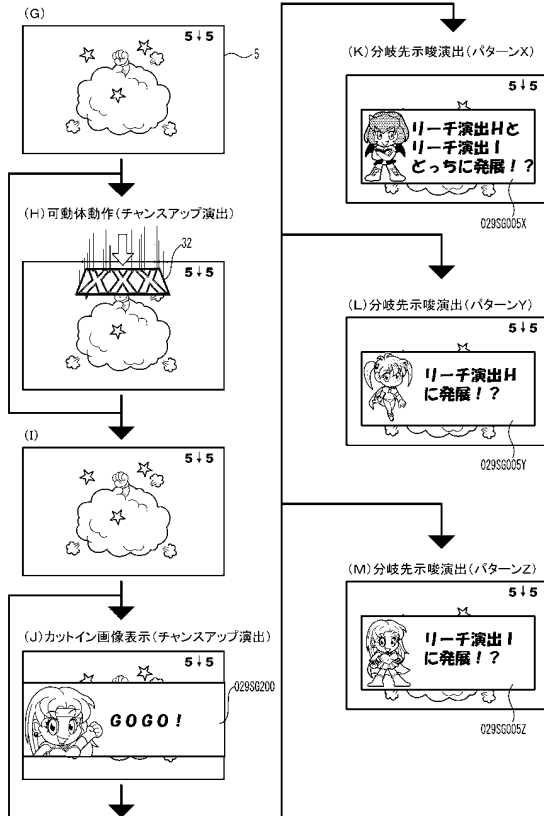 (G)
5↓5
5
(H)可動体動作(チャンスアップ演出)
32
XXX
5↓5
(I)
5↓5
(J)カットイン画像表示(チャンスアップ演出)
5↓5
GOGO!
029SG200
(K)分岐先示唆演出(パターンX)
5↓5
リーチ演出Hと
リーチ演出I
どっちに発展!?
029SG005X
(L)分岐先示唆演出(パターンY)
5↓5
リーチ演出H
に発展!?
029SG005Y
(M)分岐先示唆演出(パターンZ)
5↓5
リーチ演出I
に発展!?
029SG005Z